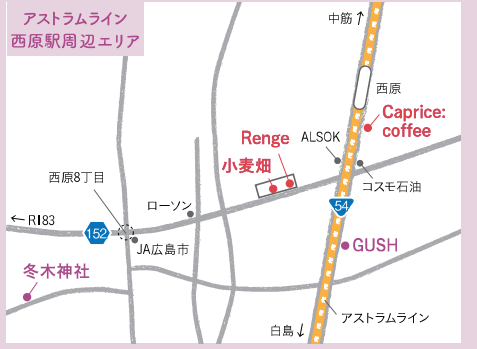 アストラムライン
西原駅周辺エリア
中筋↑
西原
Caprice:
coffee
ALSOK
Renge
小麦畑
コスモ石油
西原8丁目
ローソン
54
←R183
152
JA広島市
GUSH
冬木神社
アストラムライン
白島↓